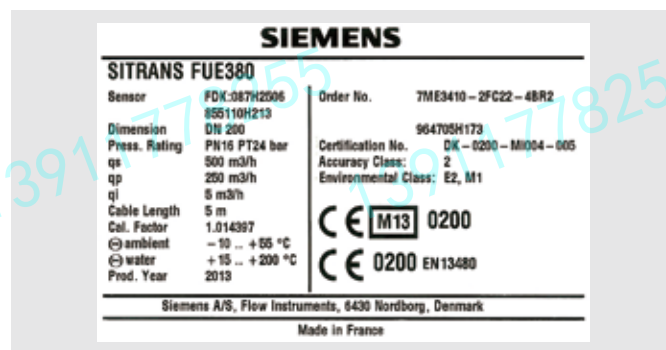 SIEMENS
SITRANS FUE380
Sensor FDK:087H2506
855110H213
Dimension DN 200
Press. Rating PN16 PT24 bar
qs 500 m3/h
qp 250 m3/h
qi 5 m3/h
Cable Length 5 m
Cal. Factor 1.014397
Θ ambient –10 .. +55 °C
Θ water +15 .. +200 °C
Prod. Year 2013
Order No. 7ME3410–2FC22–4BR2
964705H173
Certification No. DK–0200–MI004–005
Accuracy Class: 2
Environmental Class: E2, M1
CE M13 0200
CE 0200 EN13480
Siemens A/S, Flow Instruments, 6430 Nordborg, Denmark
Made in France